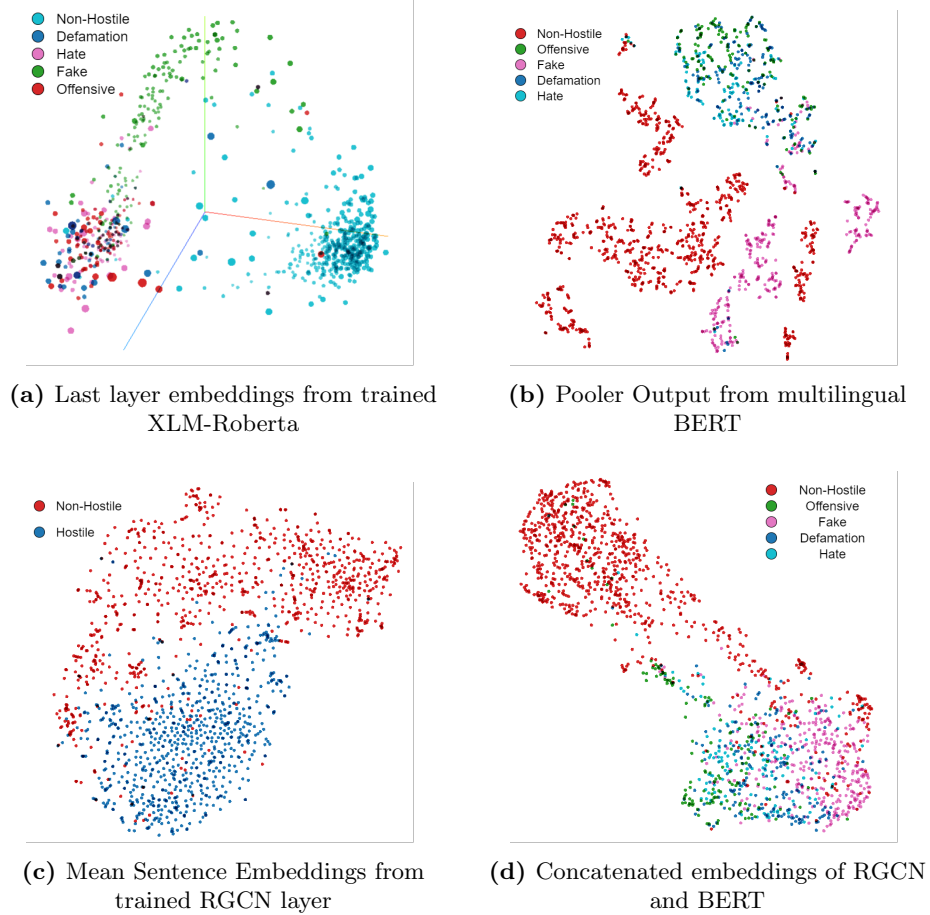 Non-Hostile
Defamation
Hate
Fake
Offensive
Non-Hostile
Offensive
Fake
Defamation
Hate
(a) Last layer embeddings from trained
XLM-Roberta
(b) Pooler Output from multilingual
BERT
Non-Hostile
Hostile
Non-Hostile
Offensive
Fake
Defamation
Hate
(c) Mean Sentence Embeddings from
trained RGCN layer
(d) Concatenated embeddings of RGCN
and BERT